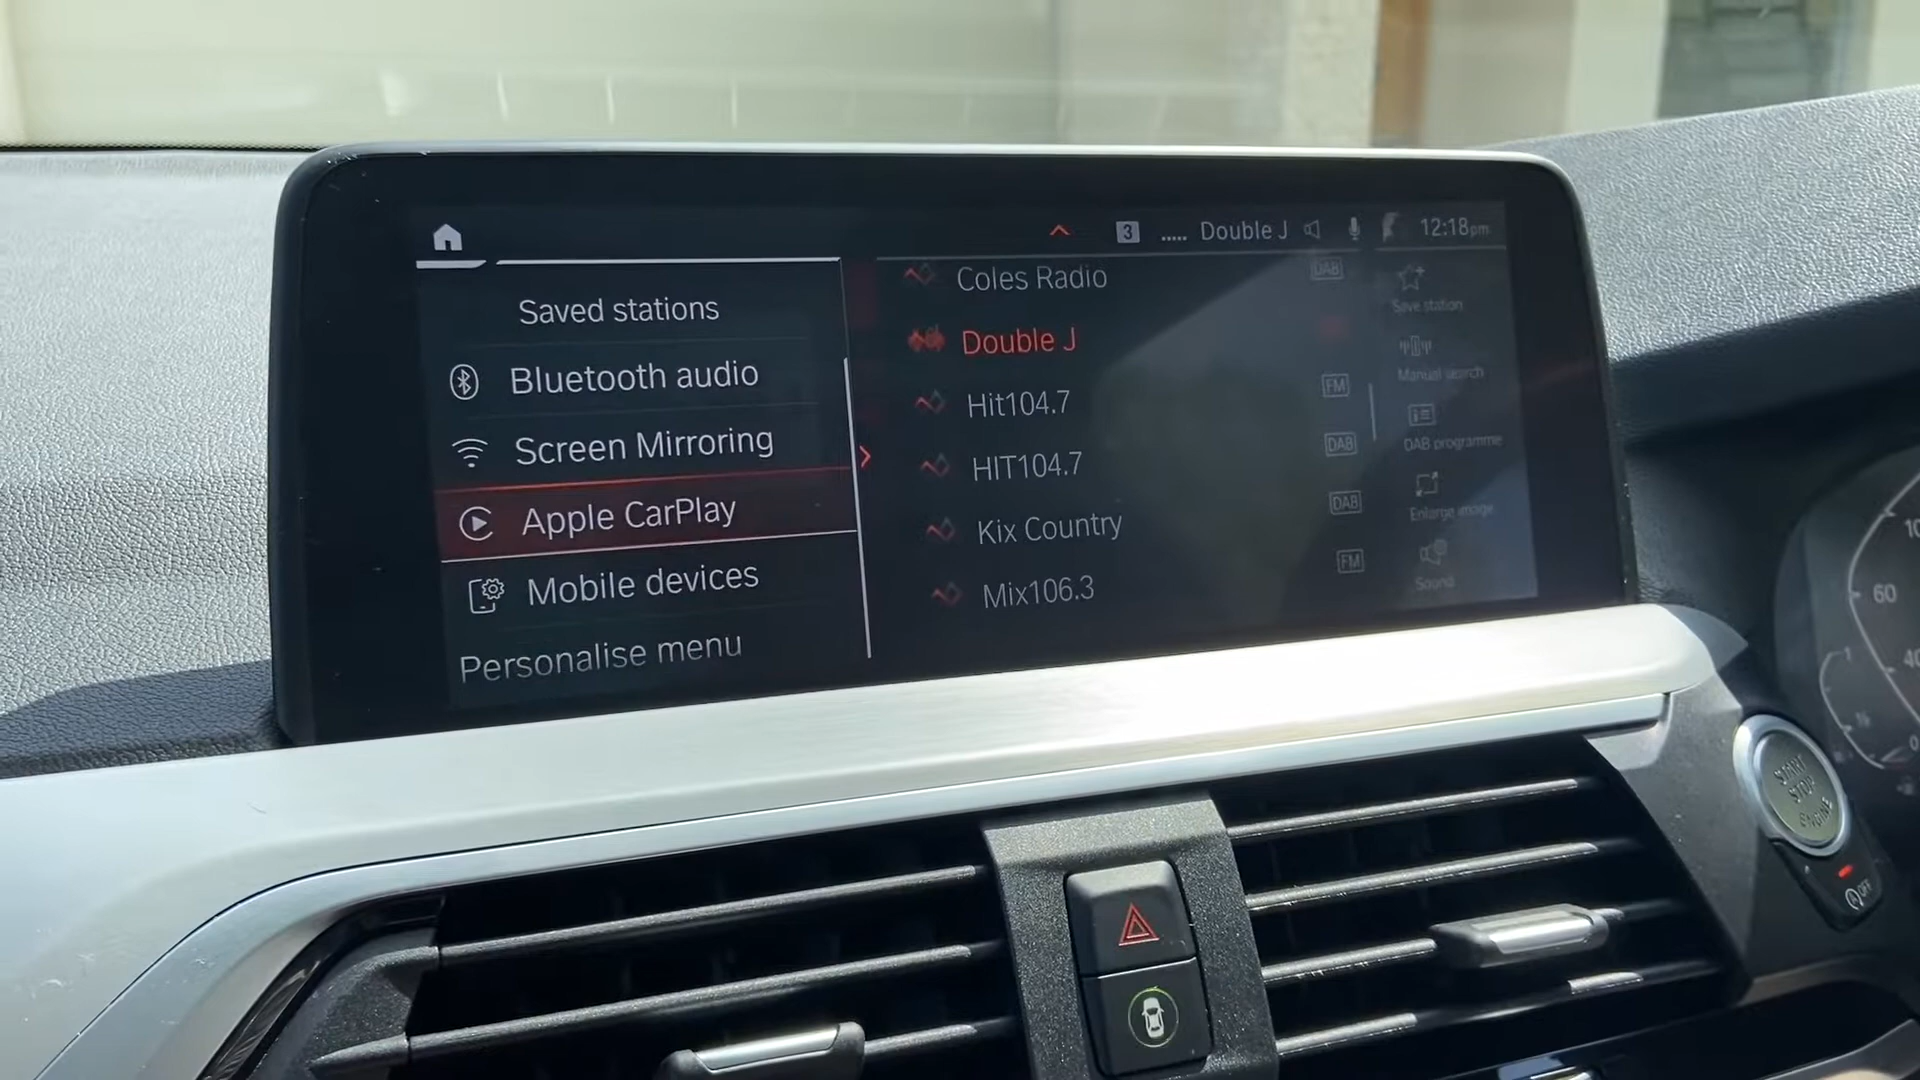 3 Double J 12:18pm
Saved stations
Bluetooth audio
Screen Mirroring
Apple CarPlay
Mobile devices
Personalise menu
Coles Radio DAB
Double J
Hit104.7 FM
HIT104.7 DAB
Kix Country DAB
Mix106.3 FM
Save station
Manual search
DAB programme
Enlarge image
Sound
60
START
STOP
ENGINE
OFF